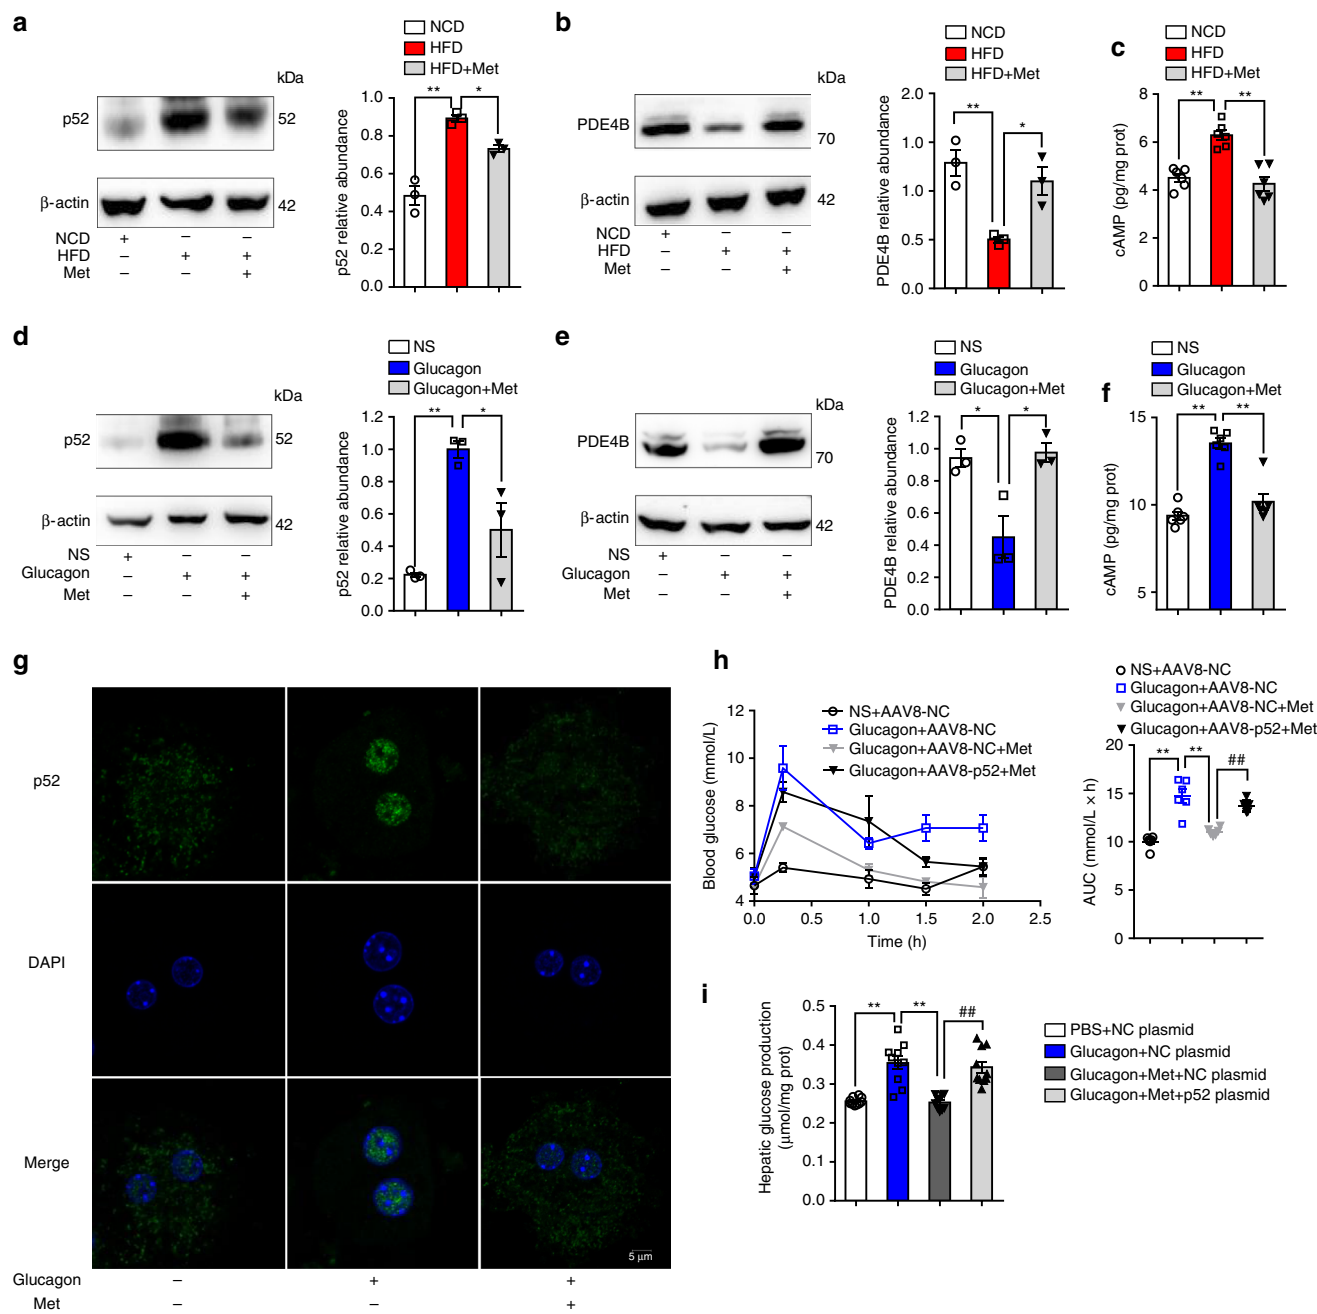 a
NCD
HFD
HFD+Met
kDa
p52
52
β-actin
42
NCD + – –
HFD – + +
Met – – +
p52 relative abundance
1.0
0.8
0.6
0.4
0.2
0.0
** *
b
NCD
HFD
HFD+Met
kDa
PDE4B
70
β-actin
42
NCD + – –
HFD – + +
Met – – +
PDE4B relative abundance
2.0
1.0
1.0
0.5
0.0
** *
c
NCD
HFD
HFD+Met
cAMP (pg/mg prot)
8
6
4
2
0
** **
d
NS
Glucagon
Glucagon+Met
kDa
p52
52
β-actin
42
NS + – –
Glucagon – + +
Met – – +
p52 relative abundance
1.2
1.0
0.8
0.6
0.4
0.2
0.0
** *
e
NS
Glucagon
Glucagon+Met
kDa
PDE4B
70
β-actin
42
NS + – –
Glucagon – + +
Met – – +
PDE4B relative abundance
1.2
1.0
0.8
0.6
0.4
0.2
0.0
* *
f
NS
Glucagon
Glucagon+Met
cAMP (pg/mg prot)
15
10
5
** **
g
p52
DAPI
Merge
5 μm
Glucagon – + +
Met – – +
h
NS+AAV8-NC
Glucagon+AAV8-NC
Glucagon+AAV8-NC+Met
Glucagon+AAV8-p52+Met
Blood glucose (mmol/L)
12
10
8
6
4
0.0 0.5 1.0 1.5 2.0 2.5
Time (h)
NS+AAV8-NC
Glucagon+AAV8-NC
Glucagon+AAV8-NC+Met
Glucagon+AAV8-p52+Met
AUC (mmol/L × h)
20
15
10
5
0
** ** ##
i
Hepatic glucose production
(μmol/mg prot)
0.5
0.4
0.3
0.2
0.1
0.0
** ** ##
PBS+NC plasmid
Glucagon+NC plasmid
Glucagon+Met+NC plasmid
Glucagon+Met+p52 plasmid